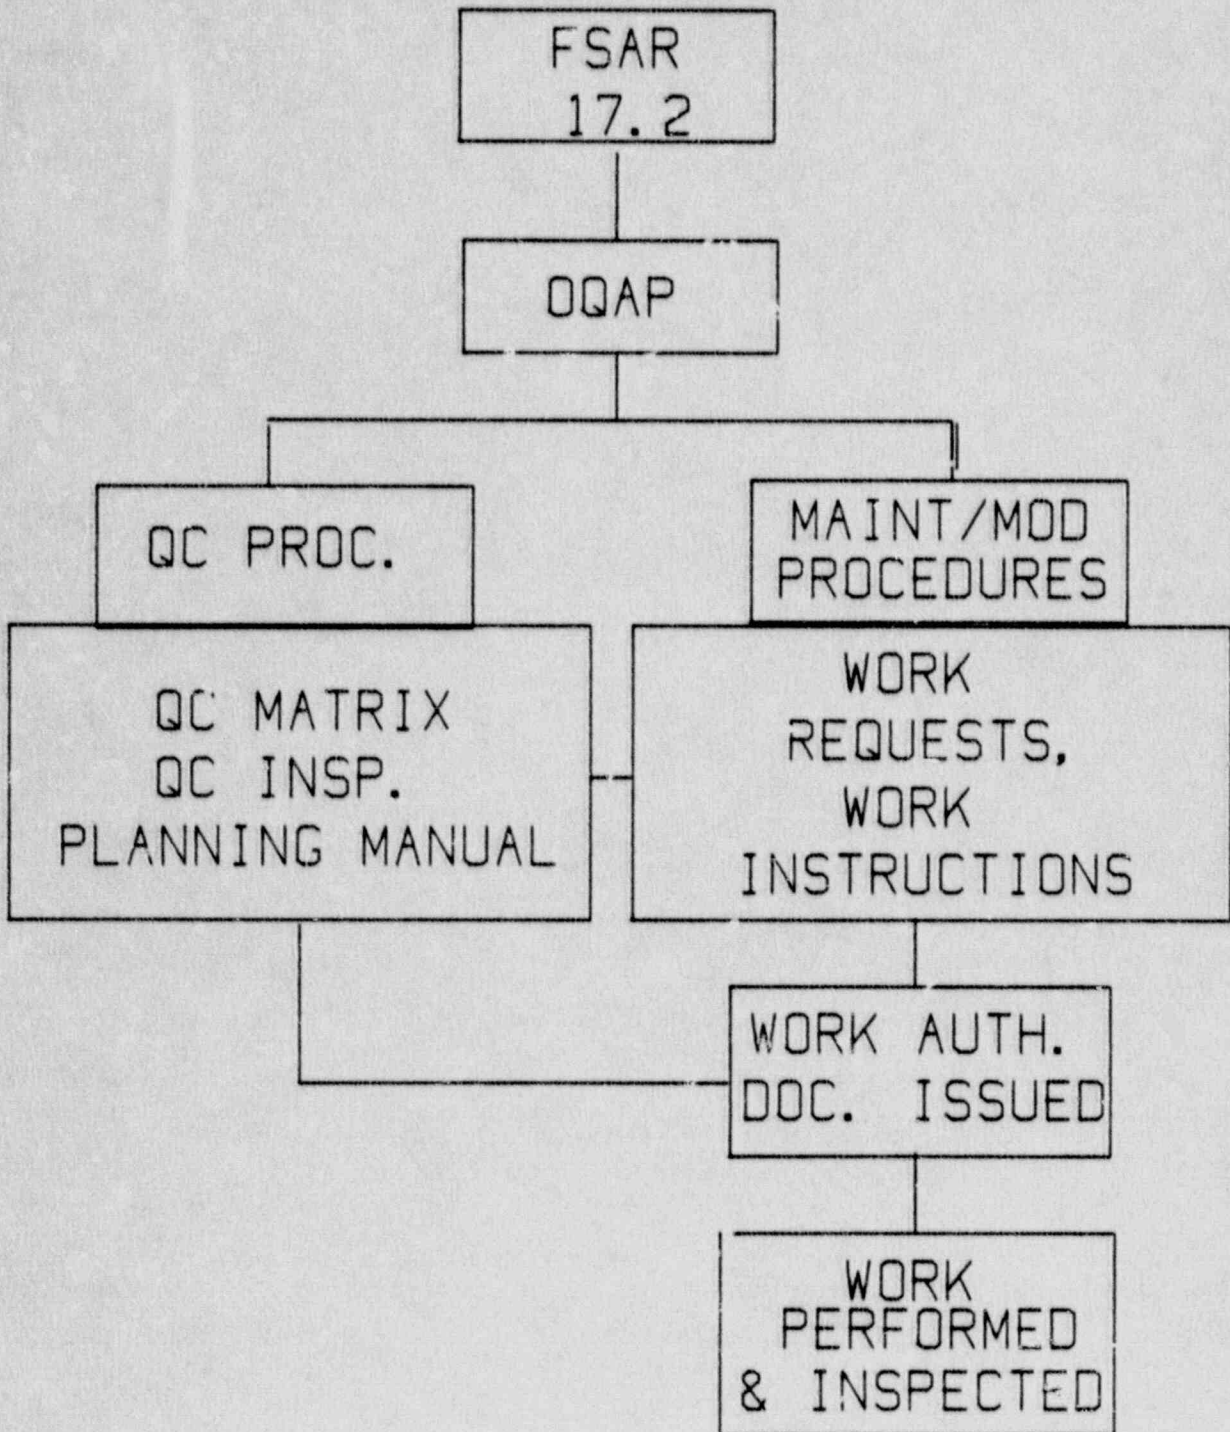 FSAR
17.2
OQAP
QC PROC.
MAINT/MOD
PROCEDURES
QC MATRIX
QC INSP.
PLANNING MANUAL
WORK
REQUESTS,
WORK
INSTRUCTIONS
WORK AUTH.
DOC. ISSUED
WORK
PERFORMED
& INSPECTED